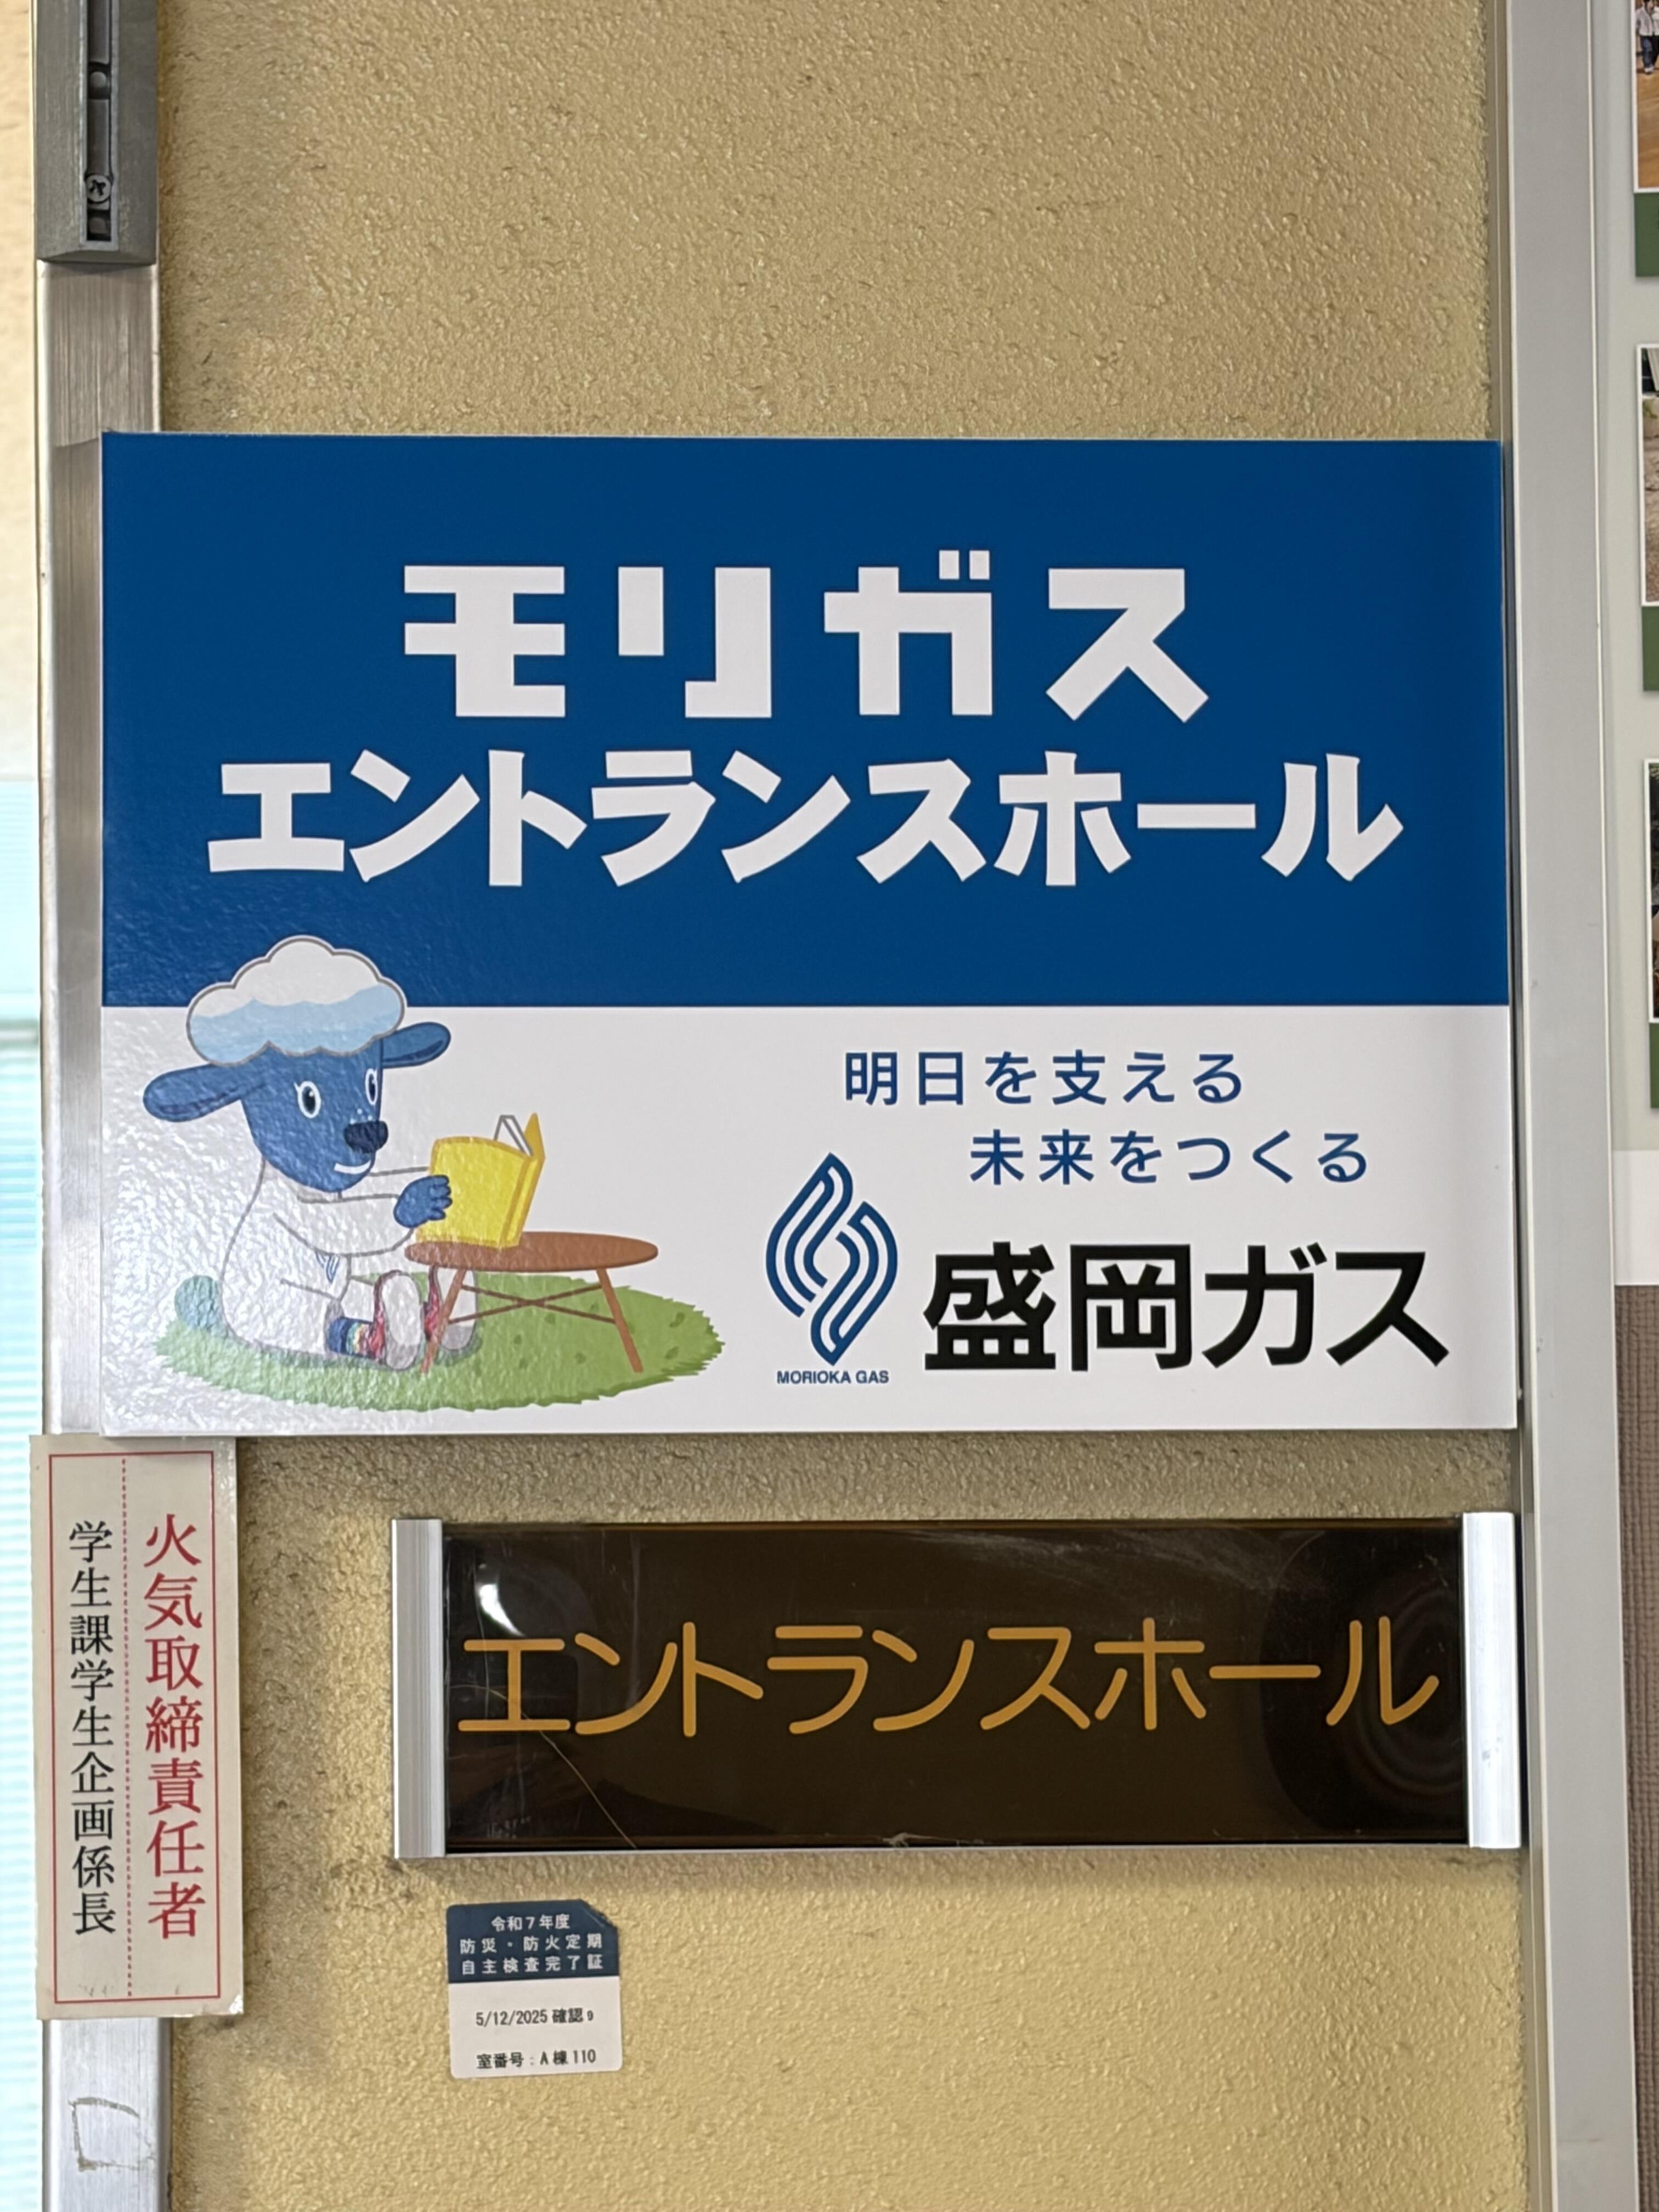 モリガス
エントランスホール
明日を支える
未来をつくる
盛岡ガス
MORIOKA GAS
火気取締責任者
学生課学生企画係長
エントランスホール
令和7年度
防災・防火定期
自主検査完了証
5/12/2025 確認 9
室番号:A棟110